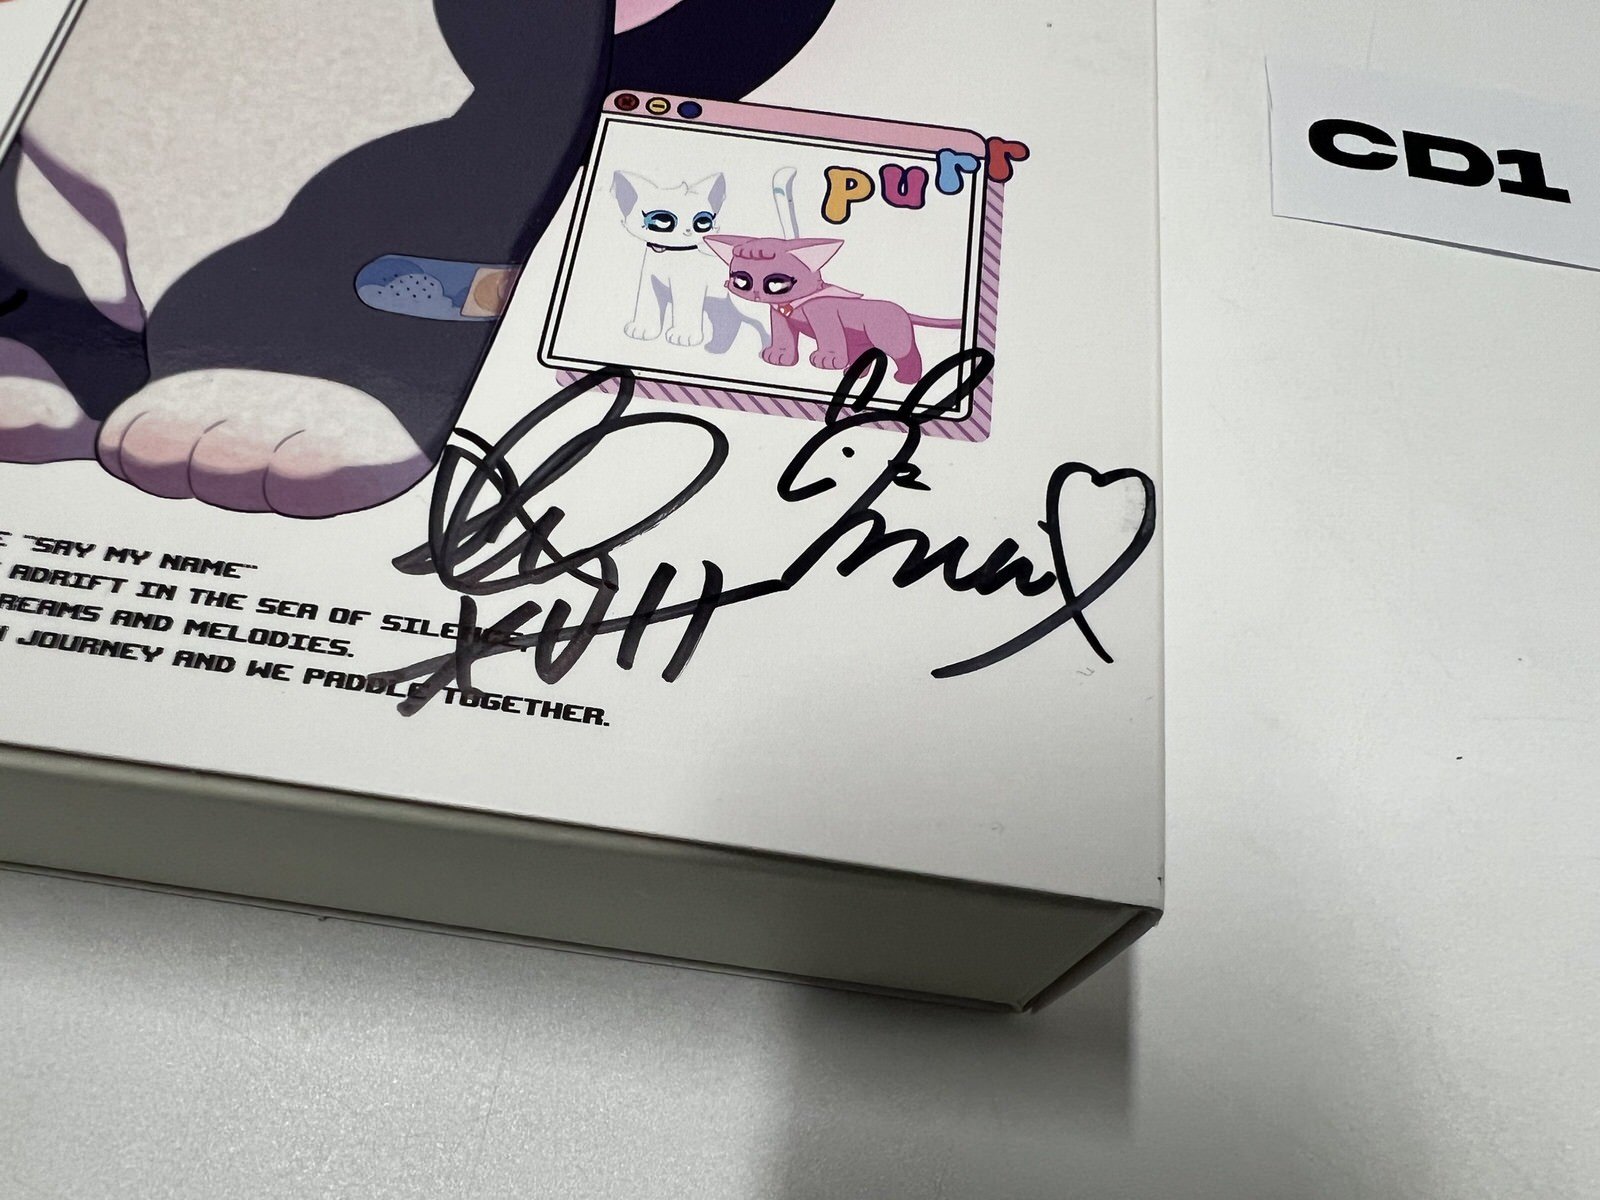 CD1
purr
"SAY MY NAME"
ADRIFT IN THE SEA OF SILENCE,
REAMS AND MELODIES.
JOURNEY AND WE PADDLE TOGETHER.